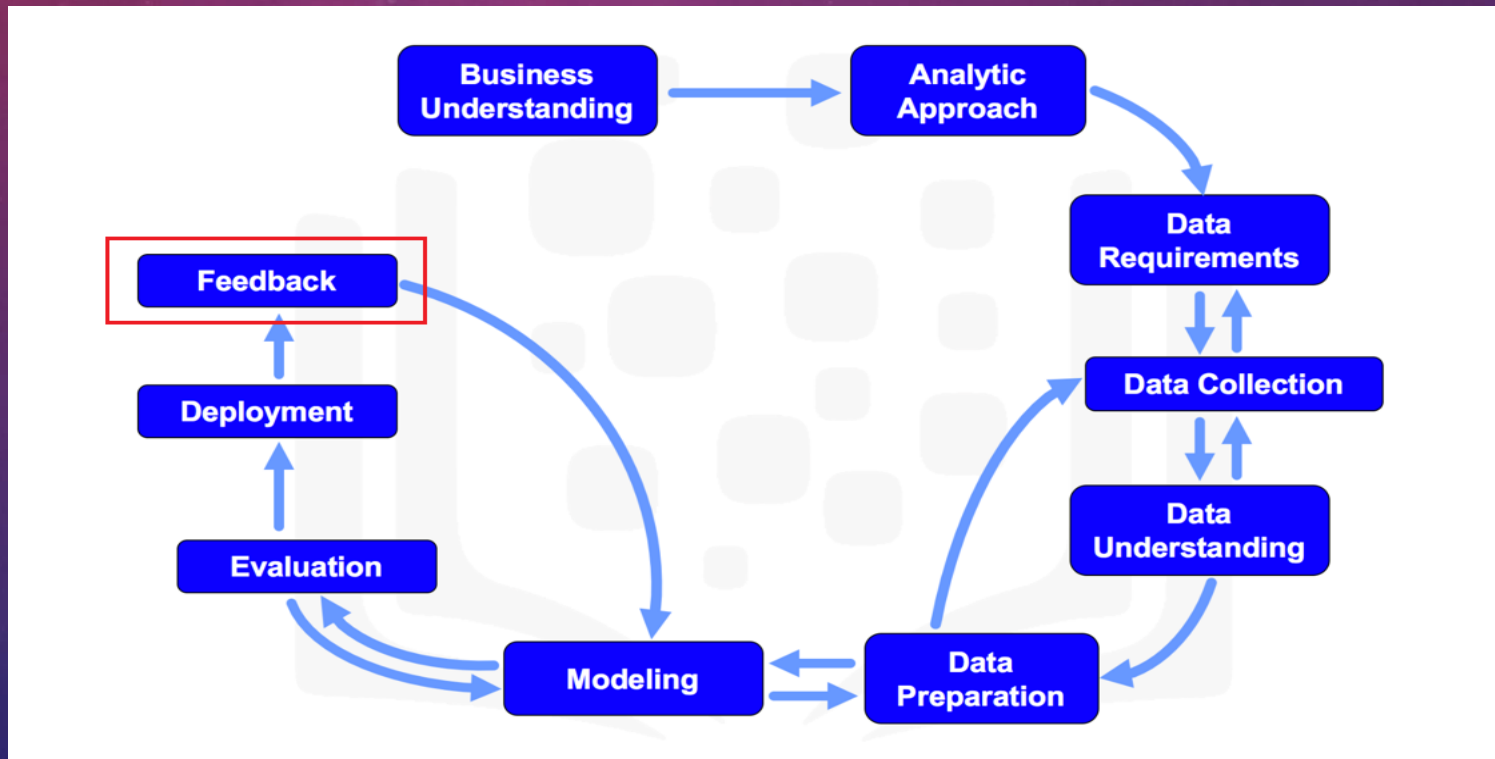 Business
Understanding
Analytic
Approach
Data
Requirements
Feedback
Data Collection
Deployment
Data
Understanding
Evaluation
Modeling
Data
Preparation